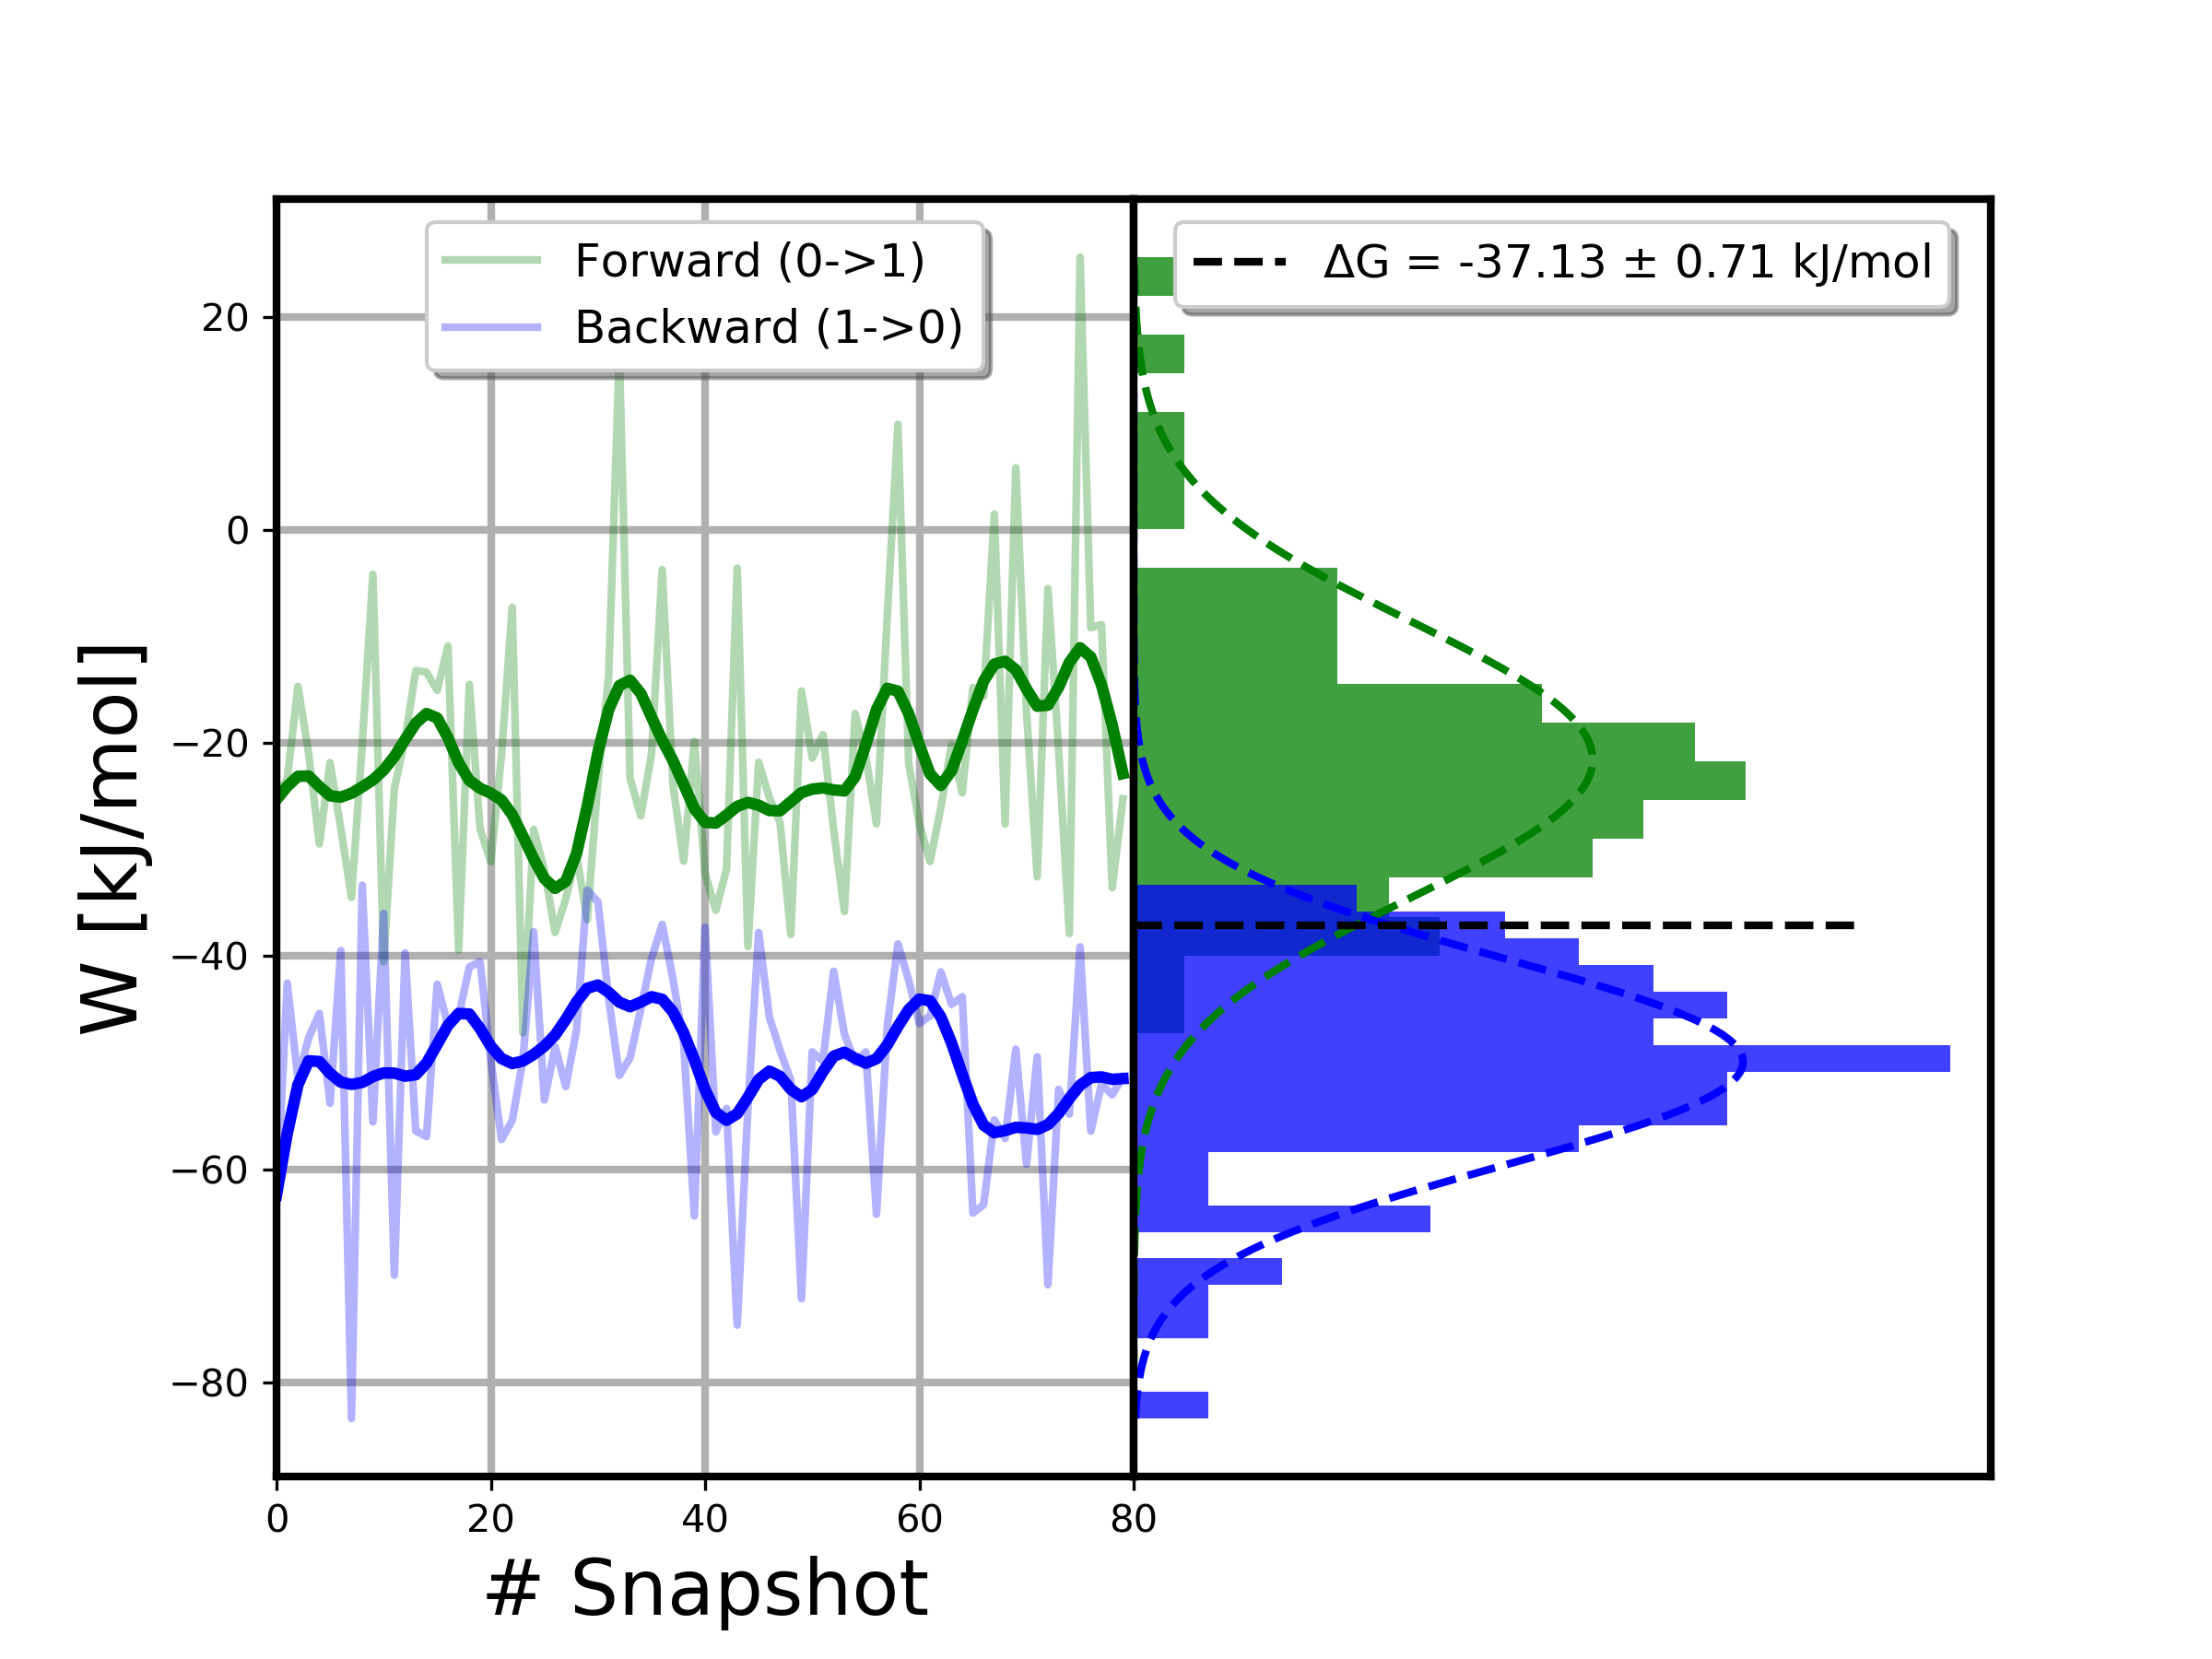 Forward (0->1)
Backward (1->0)
ΔG = -37.13 ± 0.71 kJ/mol
20
0
−20
−40
−60
−80
W [kJ/mol]
0 20 40 60 80
# Snapshot